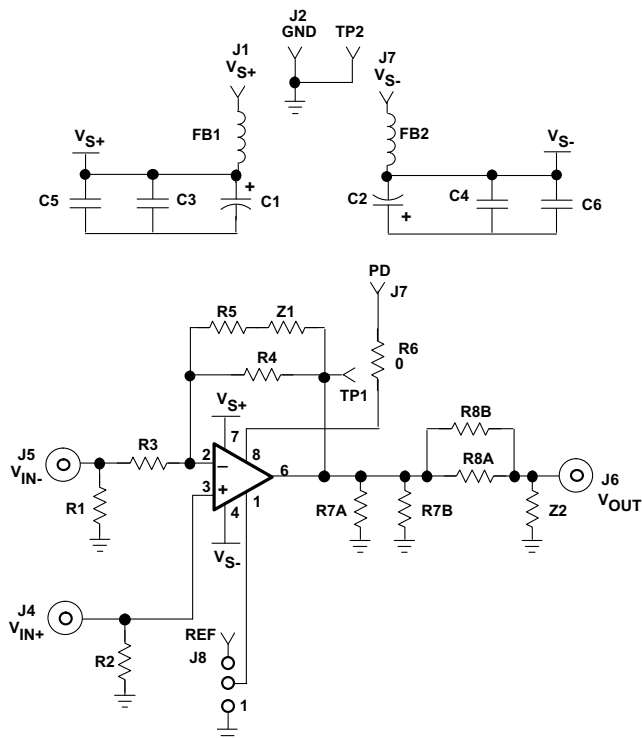 J2
GND
TP2
J1
VS+
J7
VS-
FB1
FB2
VS+
VS-
C5
C3
+
C1
C2
+
C4
C6
PD
J7
R5
Z1
R6
0
R4
TP1
VS+
R8B
7
8
J5
VIN-
R3
2
−
6
R8A
J6
VOUT
3
+
1
R1
4
R7A
R7B
Z2
VS-
J4
VIN+
REF
J8
R2
1